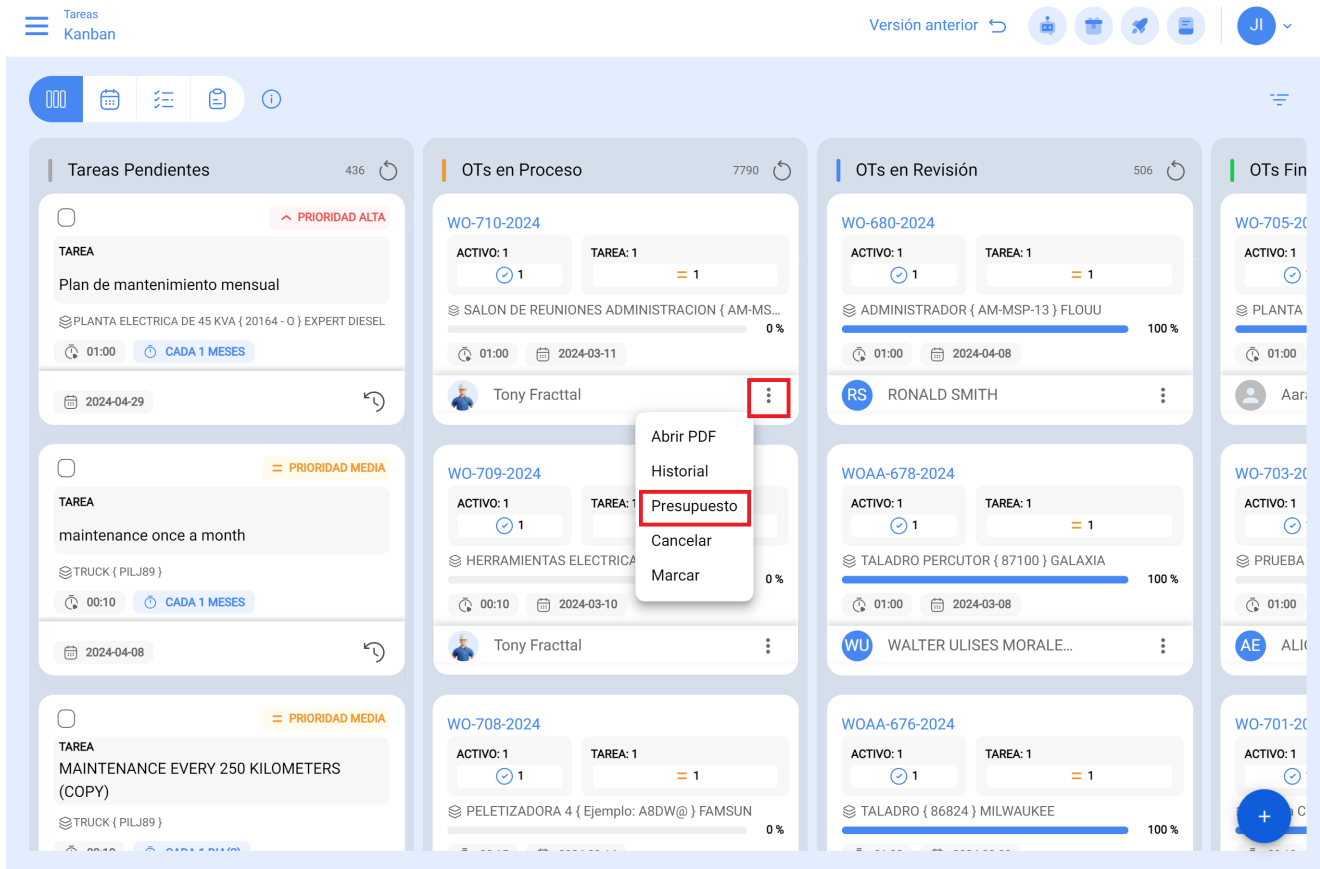 Tareas
Kanban
Versión anterior
JI
Tareas Pendientes 436
PRIORIDAD ALTA
TAREA
Plan de mantenimiento mensual
PLANTA ELECTRICA DE 45 KVA { 20164 - O } EXPERT DIESEL
01:00 CADA 1 MESES
2024-04-29
PRIORIDAD MEDIA
TAREA
maintenance once a month
TRUCK { PILJ89 }
00:10 CADA 1 MESES
2024-04-08
PRIORIDAD MEDIA
TAREA
MAINTENANCE EVERY 250 KILOMETERS
(COPY)
TRUCK { PILJ89 }
OTs en Proceso 7790
WO-710-2024
ACTIVO: 1 TAREA: 1
1 = 1
SALON DE REUNIONES ADMINISTRACION { AM-MS...
0 %
01:00 2024-03-11
Tony Fracttal
Abrir PDF
Historial
Presupuesto
Cancelar
Marcar
WO-709-2024
ACTIVO: 1 TAREA: 1
1
HERRAMIENTAS ELECTRICA
0 %
00:10 2024-03-10
Tony Fracttal
WO-708-2024
ACTIVO: 1 TAREA: 1
1 = 1
PELETIZADORA 4 { Ejemplo: A8DW@ } FAMSUN
0 %
OTs en Revisión 506
WO-680-2024
ACTIVO: 1 TAREA: 1
1 = 1
ADMINISTRADOR { AM-MSP-13 } FLOUU
100 %
01:00 2024-04-08
RS RONALD SMITH
WOAA-678-2024
ACTIVO: 1 TAREA: 1
1 = 1
TALADRO PERCUTOR { 87100 } GALAXIA
100 %
01:00 2024-03-08
WU WALTER ULISES MORALE...
WOAA-676-2024
ACTIVO: 1 TAREA: 1
1 = 1
TALADRO { 86824 } MILWAUKEE
100 %
OTs Fin
WO-705-20
ACTIVO: 1
PLANTA
01:00
Aar
WO-703-20
ACTIVO: 1
PRUEBA
01:00
AE ALI
WO-701-20
ACTIVO: 1